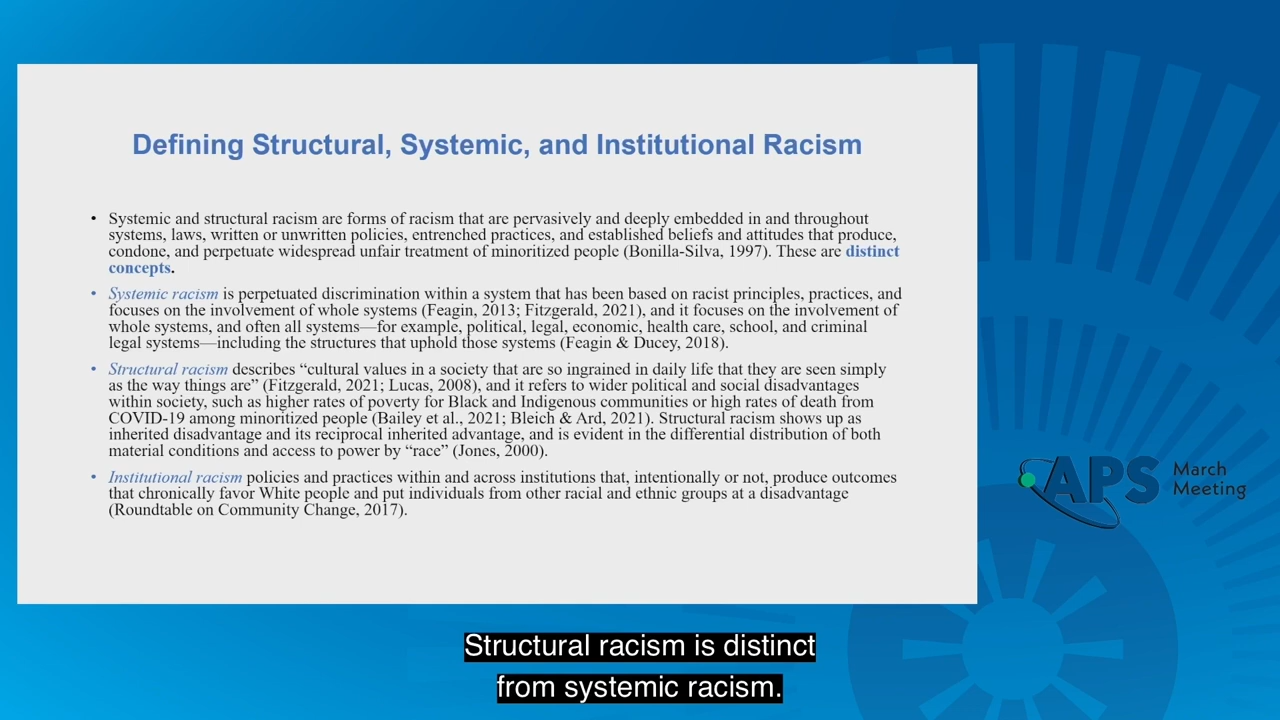 Defining Structural, Systemic, and Institutional Racism
• Systemic and structural racism are forms of racism that are pervasively and deeply embedded in and throughout
systems, laws, written or unwritten policies, entrenched practices, and established beliefs and attitudes that produce,
condone, and perpetuate widespread unfair treatment of minoritized people (Bonilla-Silva, 1997). These are distinct
concepts.
• Systemic racism is perpetuated discrimination within a system that has been based on racist principles, practices, and
focuses on the involvement of whole systems (Feagin, 2013; Fitzgerald, 2021), and it focuses on the involvement of
whole systems, and often all systems—for example, political, legal, economic, health care, school, and criminal
legal systems—including the structures that uphold those systems (Feagin & Ducey, 2018).
• Structural racism describes “cultural values in a society that are so ingrained in daily life that they are seen simply
as the way things are” (Fitzgerald, 2021; Lucas, 2008), and it refers to wider political and social disadvantages
within society, such as higher rates of poverty for Black and Indigenous communities or high rates of death from
COVID-19 among minoritized people (Bailey et al., 2021; Bleich & Ard, 2021). Structural racism shows up as
inherited disadvantage and its reciprocal inherited advantage, and is evident in the differential distribution of both
material conditions and access to power by “race” (Jones, 2000).
• Institutional racism policies and practices within and across institutions that, intentionally or not, produce outcomes
that chronically favor White people and put individuals from other racial and ethnic groups at a disadvantage
(Roundtable on Community Change, 2017).
APS March
Meeting
Structural racism is distinct
from systemic racism.